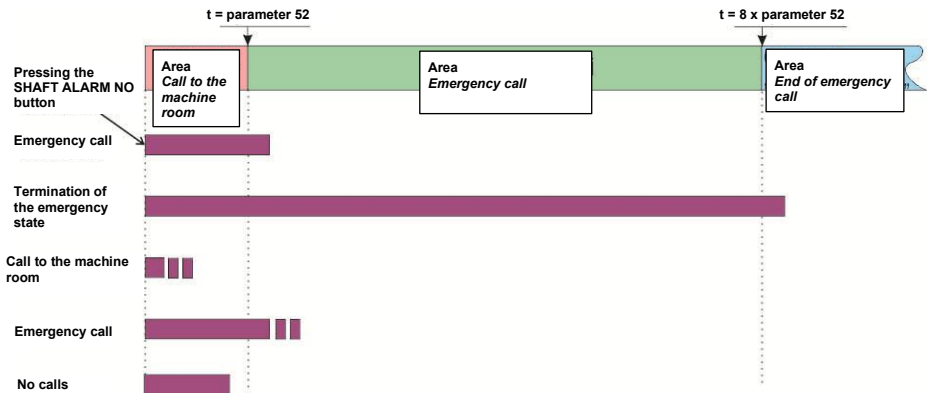 t = parameter 52
t = 8 x parameter 52
Area
Call to the
machine
room
Area
Emergency call
Area
End of emergency
call
”
Pressing the
SHAFT ALARM NO
button
Emergency call
Termination of
the emergency
state
Call to the machine
room
Emergency call
No calls